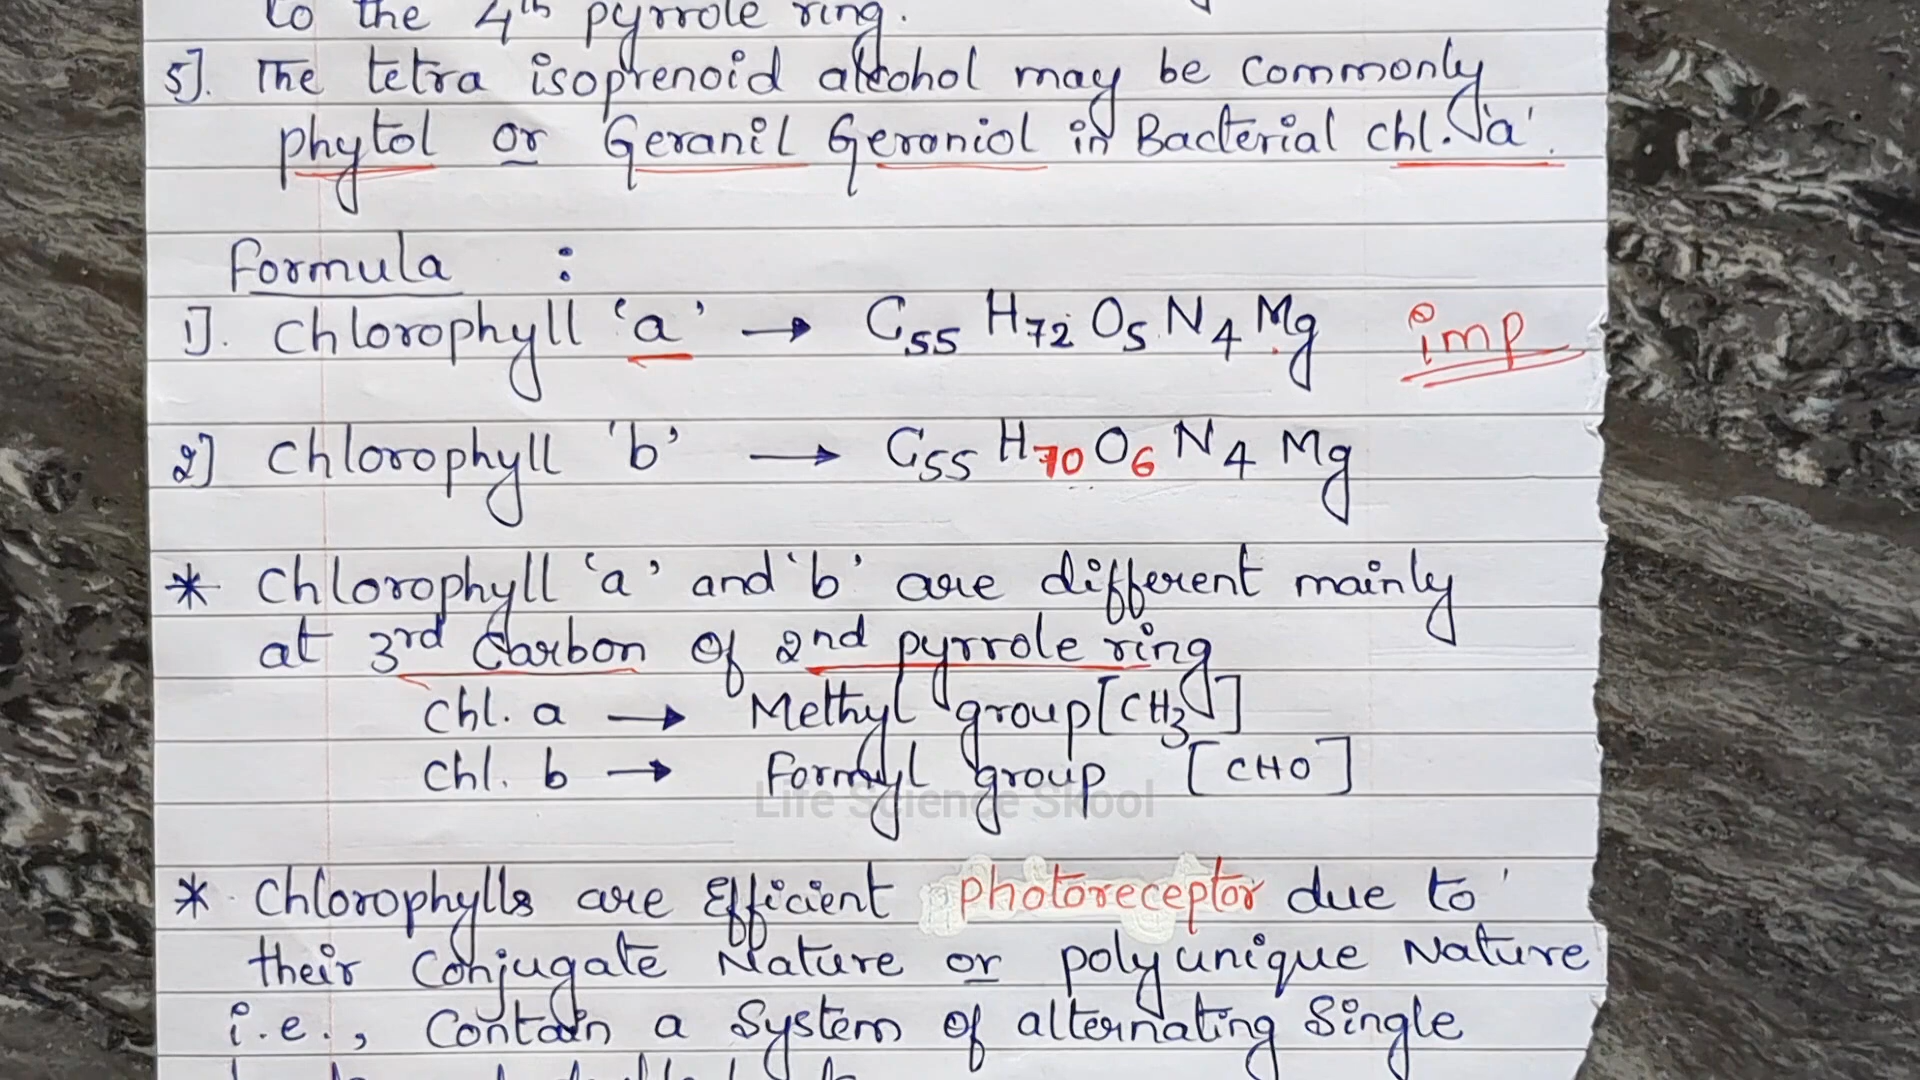 to the 4th pyrrole ring.
5]. The tetra isoprenoid alcohol may be commonly
phytol or Geranil Geroniol in Bacterial chl. 'a'.
Formula :
1]. Chlorophyll 'a' → C55 H72 O5 N4 Mg imp
2] Chlorophyll 'b' → C55 H70 O6 N4 Mg
* Chlorophyll 'a' and 'b' are different mainly
at 3rd Carbon of 2nd pyrrole ring
Chl. a → Methyl group [CH3]
Chl. b → Formyl group [CHO]
Life Science Skool
* Chlorophylls are Efficient photoreceptor due to
their Conjugate Nature or polyunique Nature
i.e., Contain a System of alternating Single